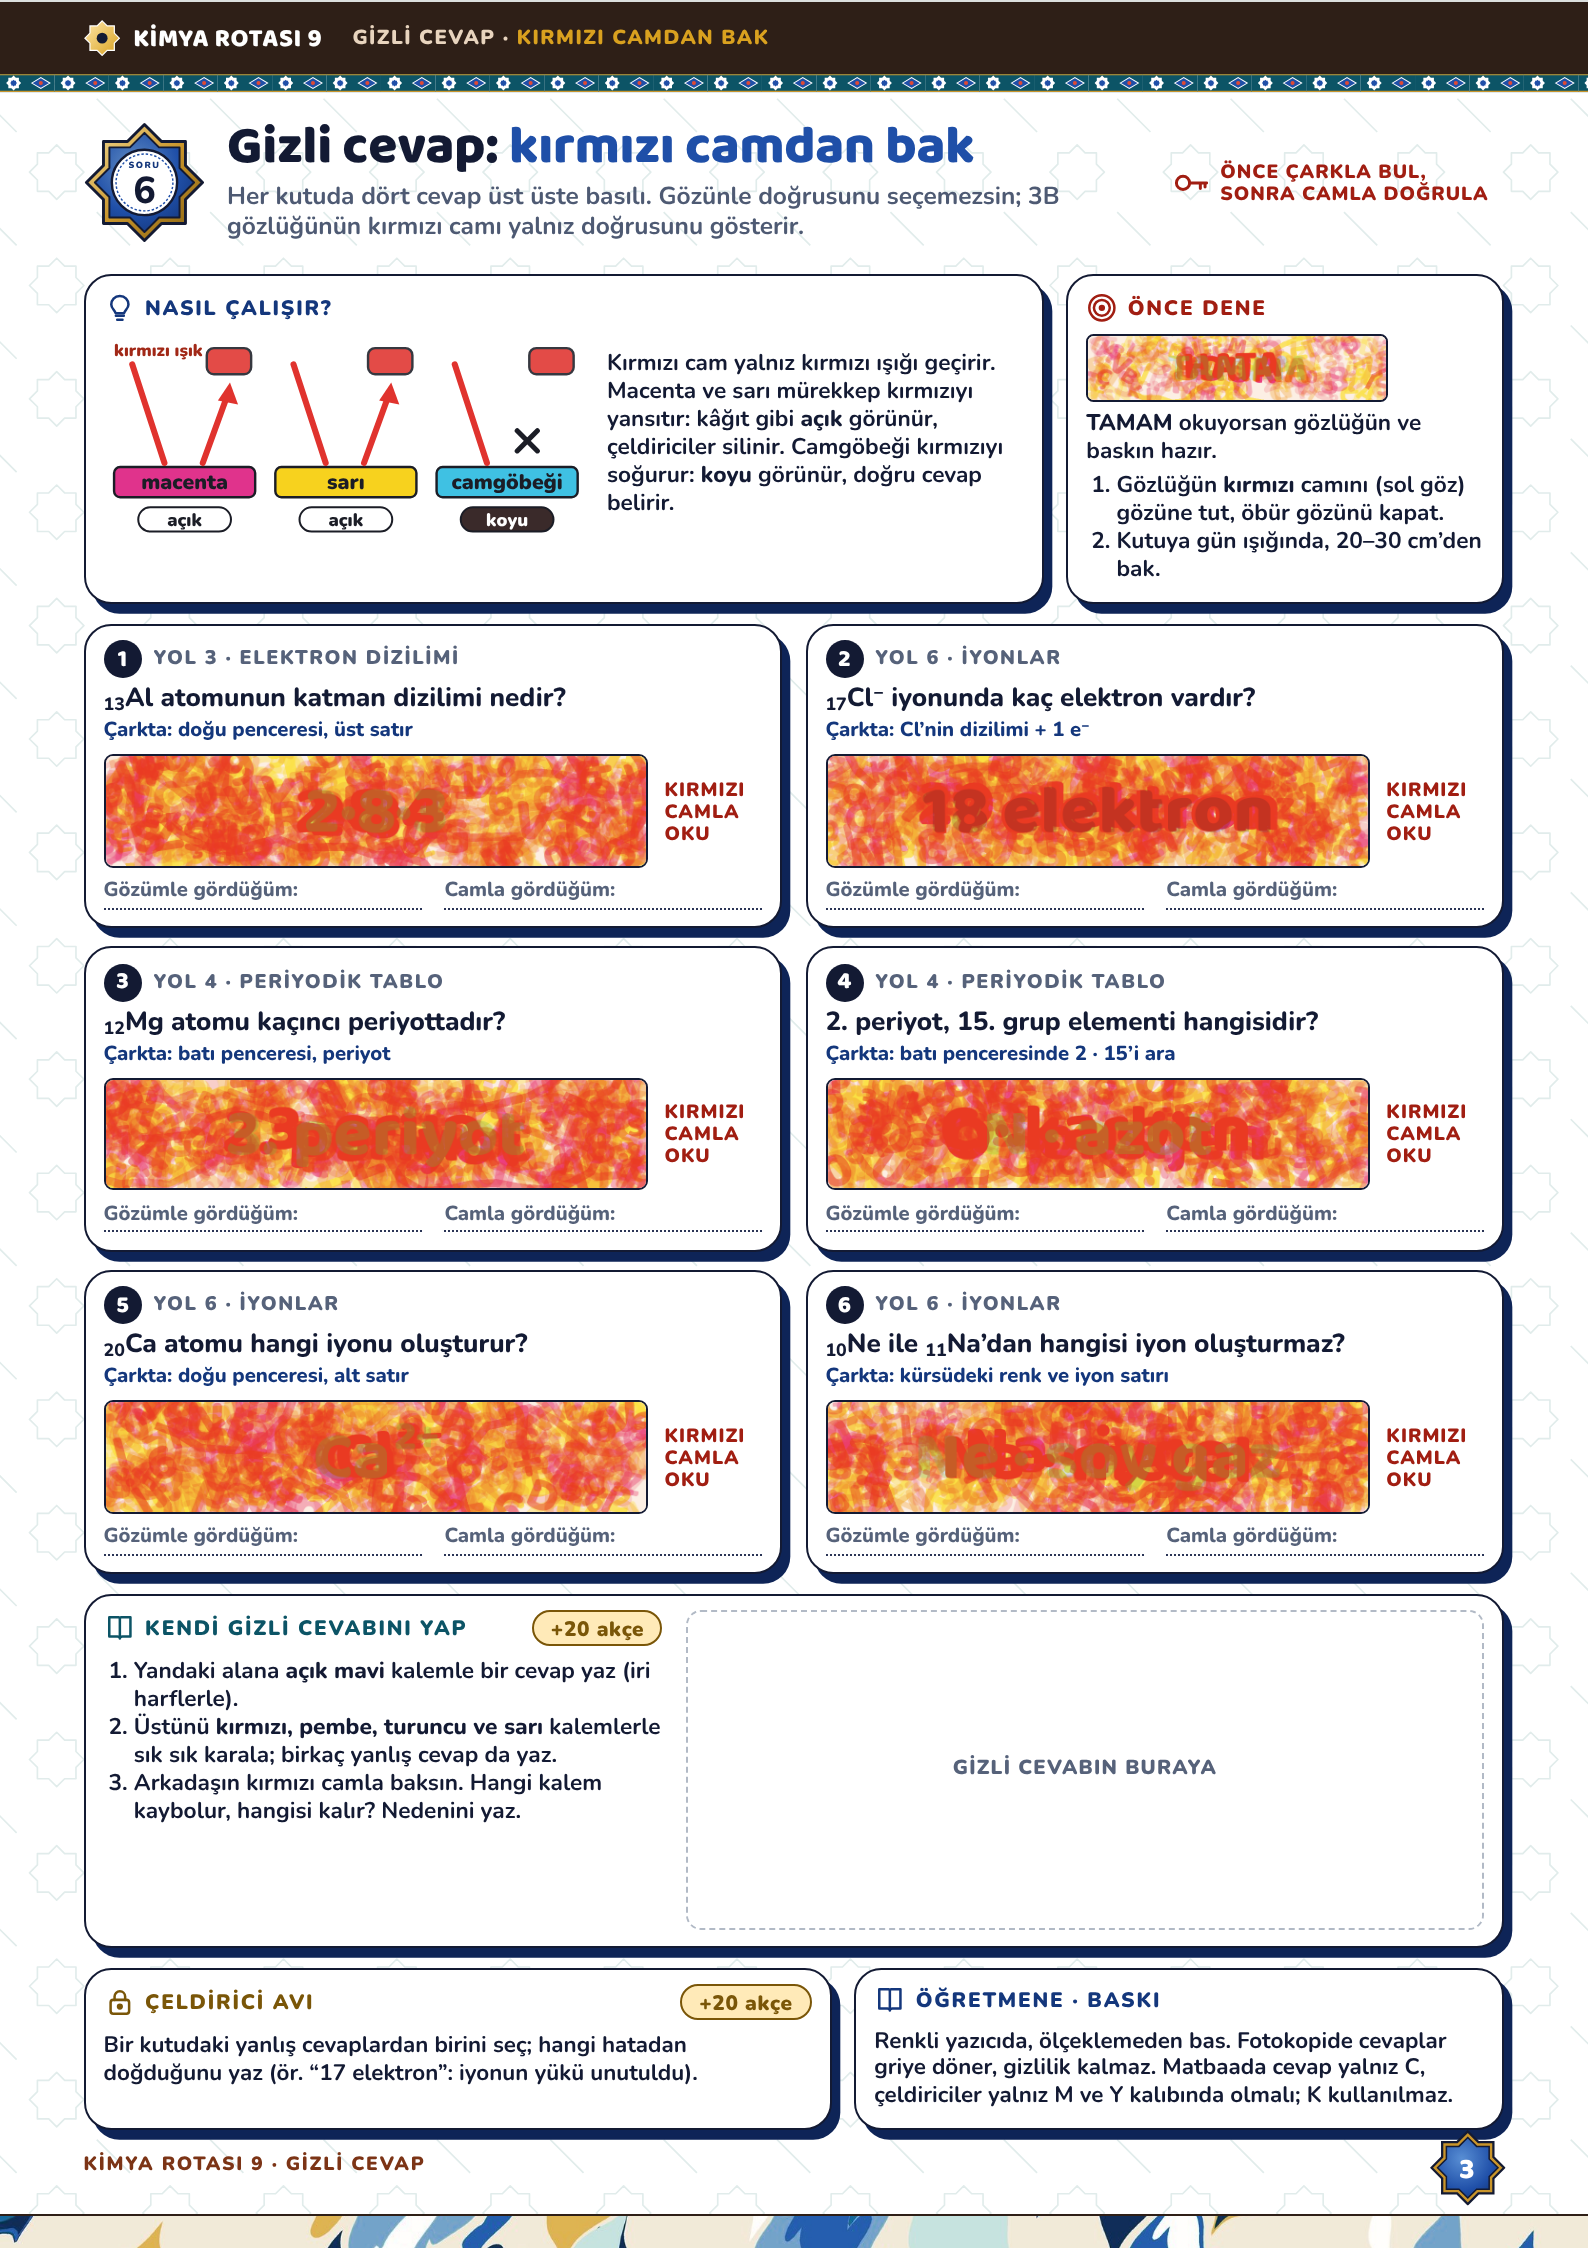 KİMYA ROTASI 9 GİZLİ CEVAP · KIRMIZI CAMDAN BAK
SORU
6
Gizli cevap: kırmızı camdan bak
Her kutuda dört cevap üst üste basılı. Gözünle doğrusunu seçemezsin; 3B
gözlüğünün kırmızı camı yalnız doğrusunu gösterir.
ÖNCE ÇARKLA BUL,
SONRA CAMLA DOĞRULA
NASIL ÇALIŞIR?
kırmızı ışık
macenta sarı camgöbeği
açık açık koyu
Kırmızı cam yalnız kırmızı ışığı geçirir.
Macenta ve sarı mürekkep kırmızıyı
yansıtır: kâğıt gibi açık görünür,
çeldiriciler silinir. Camgöbeği kırmızıyı
soğurur: koyu görünür, doğru cevap
belirir.
ÖNCE DENE
TAMAM okuyorsan gözlüğün ve
baskın hazır.
1. Gözlüğün kırmızı camını (sol göz)
gözüne tut, öbür gözünü kapat.
2. Kutuya gün ışığında, 20–30 cm’den
bak.
1 YOL 3 · ELEKTRON DİZİLİMİ
₁₃Al atomunun katman dizilimi nedir?
Çarkta: doğu penceresi, üst satır
KIRMIZI
CAMLA
OKU
Gözümle gördüğüm: Camla gördüğüm:
2 YOL 6 · İYONLAR
₁₇Cl⁻ iyonunda kaç elektron vardır?
Çarkta: Cl’nin dizilimi + 1 e⁻
elektron
KIRMIZI
CAMLA
OKU
Gözümle gördüğüm: Camla gördüğüm:
3 YOL 4 · PERİYODİK TABLO
₁₂Mg atomu kaçıncı periyottadır?
Çarkta: batı penceresi, periyot
periyot
KIRMIZI
CAMLA
OKU
Gözümle gördüğüm: Camla gördüğüm:
4 YOL 4 · PERİYODİK TABLO
2. periyot, 15. grup elementi hangisidir?
Çarkta: batı penceresinde 2 · 15’i ara
KIRMIZI
CAMLA
OKU
Gözümle gördüğüm: Camla gördüğüm:
5 YOL 6 · İYONLAR
₂₀Ca atomu hangi iyonu oluşturur?
Çarkta: doğu penceresi, alt satır
KIRMIZI
CAMLA
OKU
Gözümle gördüğüm: Camla gördüğüm:
6 YOL 6 · İYONLAR
₁₀Ne ile ₁₁Na’dan hangisi iyon oluşturmaz?
Çarkta: kürsüdeki renk ve iyon satırı
KIRMIZI
CAMLA
OKU
Gözümle gördüğüm: Camla gördüğüm:
KENDİ GİZLİ CEVABINI YAP +20 akçe
1. Yandaki alana açık mavi kalemle bir cevap yaz (iri
harflerle).
2. Üstünü kırmızı, pembe, turuncu ve sarı kalemlerle
sık sık karala; birkaç yanlış cevap da yaz.
3. Arkadaşın kırmızı camla baksın. Hangi kalem
kaybolur, hangisi kalır? Nedenini yaz.
GİZLİ CEVABIN BURAYA
ÇELDİRİCİ AVI +20 akçe
Bir kutudaki yanlış cevaplardan birini seç; hangi hatadan
doğduğunu yaz (ör. “17 elektron”: iyonun yükü unutuldu).
ÖĞRETMENE · BASKI
Renkli yazıcıda, ölçeklemeden bas. Fotokopide cevaplar
griye döner, gizlilik kalmaz. Matbaada cevap yalnız C,
çeldiriciler yalnız M ve Y kalıbında olmalı; K kullanılmaz.
KİMYA ROTASI 9 · GİZLİ CEVAP
3